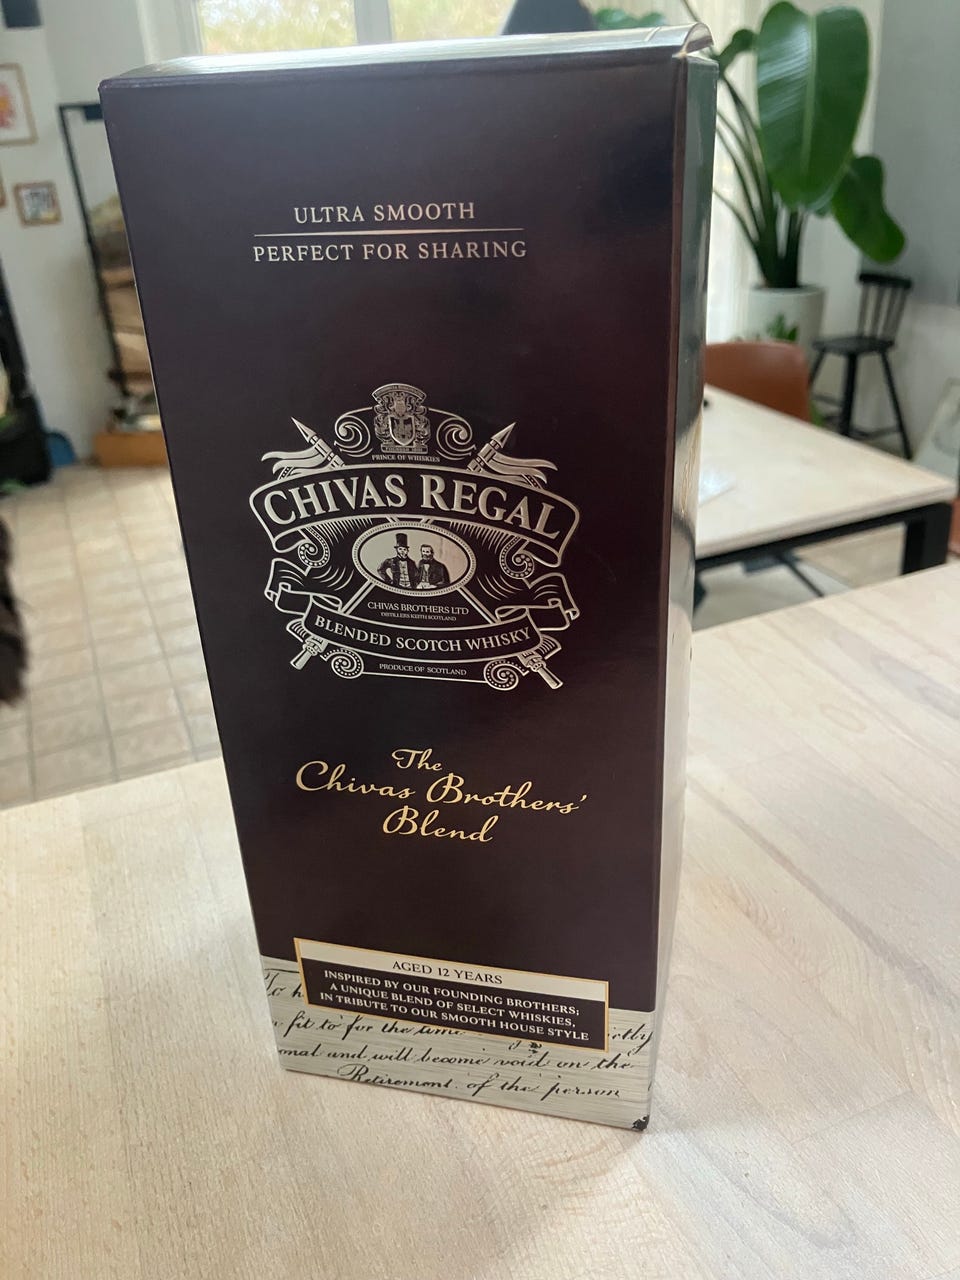 ULTRA SMOOTH
PERFECT FOR SHARING
PRINCE OF WHISKIES
CHIVAS REGAL
CHIVAS BROTHERS LTD
DISTILLERS KEITH SCOTLAND
BLENDED SCOTCH WHISKY
PRODUCE OF SCOTLAND
The
Chivas Brothers'
Blend
AGED 12 YEARS
INSPIRED BY OUR FOUNDING BROTHERS;
A UNIQUE BLEND OF SELECT WHISKIES,
IN TRIBUTE TO OUR SMOOTH HOUSE STYLE
To h
fit to for the time
onal and will become void on the
Retirement of the person